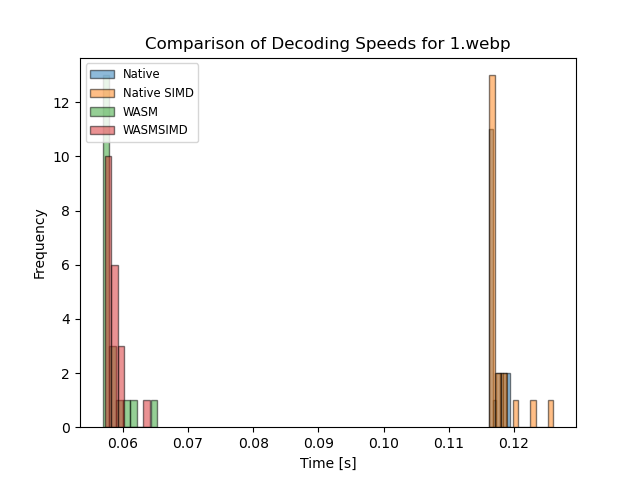 Comparison of Decoding Speeds for 1.webp
Native
Native SIMD
WASM
WASMSIMD
12
10
8
6
4
2
0
Frequency
0.06 0.07 0.08 0.09 0.10 0.11 0.12
Time [s]